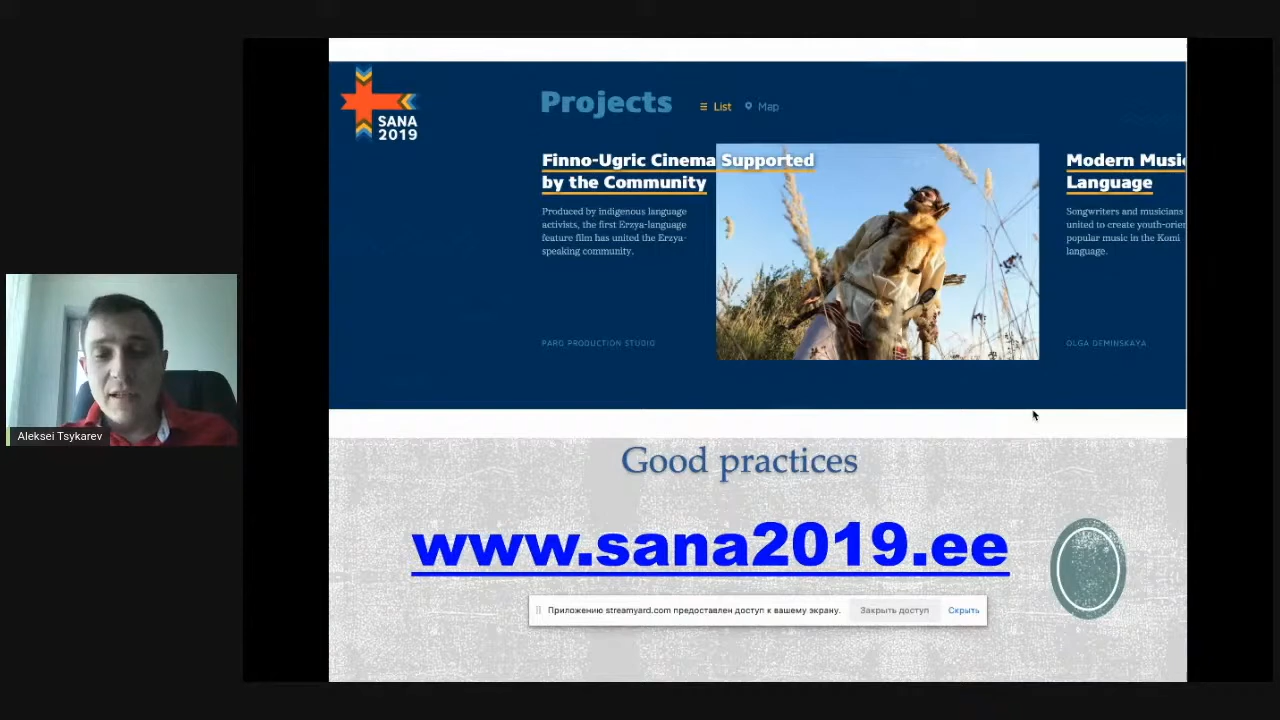 SANA
2019
Projects
List
Map
Finno-Ugric Cinema Supported
by the Community
Produced by indigenous language
activists, the first Erzya-language
feature film has united the Erzya-
speaking community.
PARO PRODUCTION STUDIO
Modern Music
Language
Songwriters and musicians
united to create youth-orien
popular music in the Komi
language.
OLGA DEMINSKAYA
Aleksei Tsykarev
Good practices
www.sana2019.ee
Приложению streamyard.com предоставлен доступ к вашему экрану.
Закрыть доступ
Скрыть